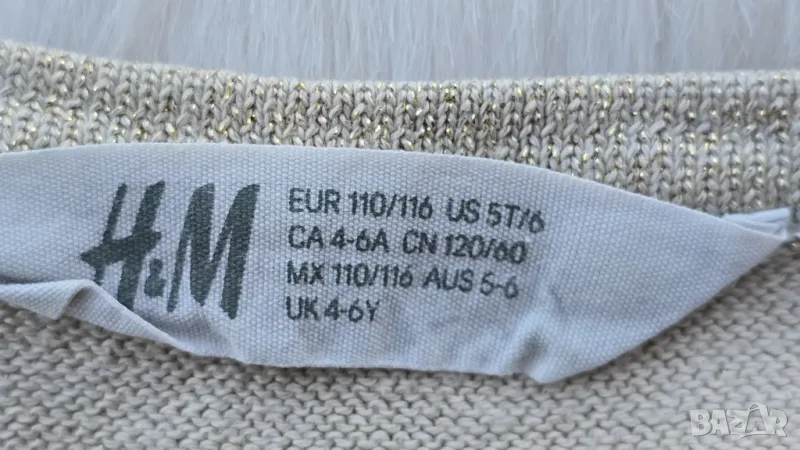 H&M
EUR 110/116 US 5T/6
CA 4-6A CN 120/60
MX 110/116 AUS 5-6
UK 4-6Y
BAZAR